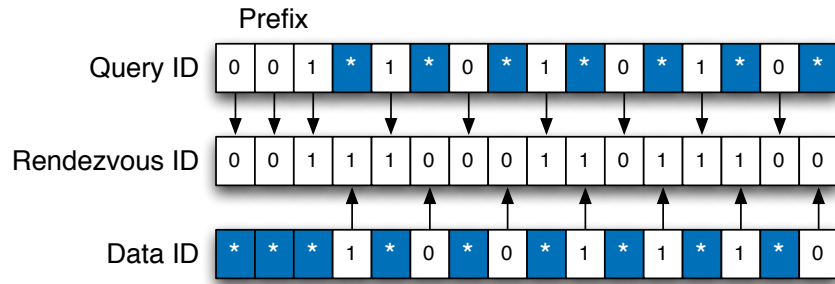 Prefix
Query ID 0 0 1 * 1 * 0 * 1 * 0 * 1 * 0 *
Rendezvous ID 0 0 1 1 1 0 0 0 1 1 0 1 1 1 0 0
Data ID * * * 1 * 0 * 0 * 1 * 1 * 1 * 0